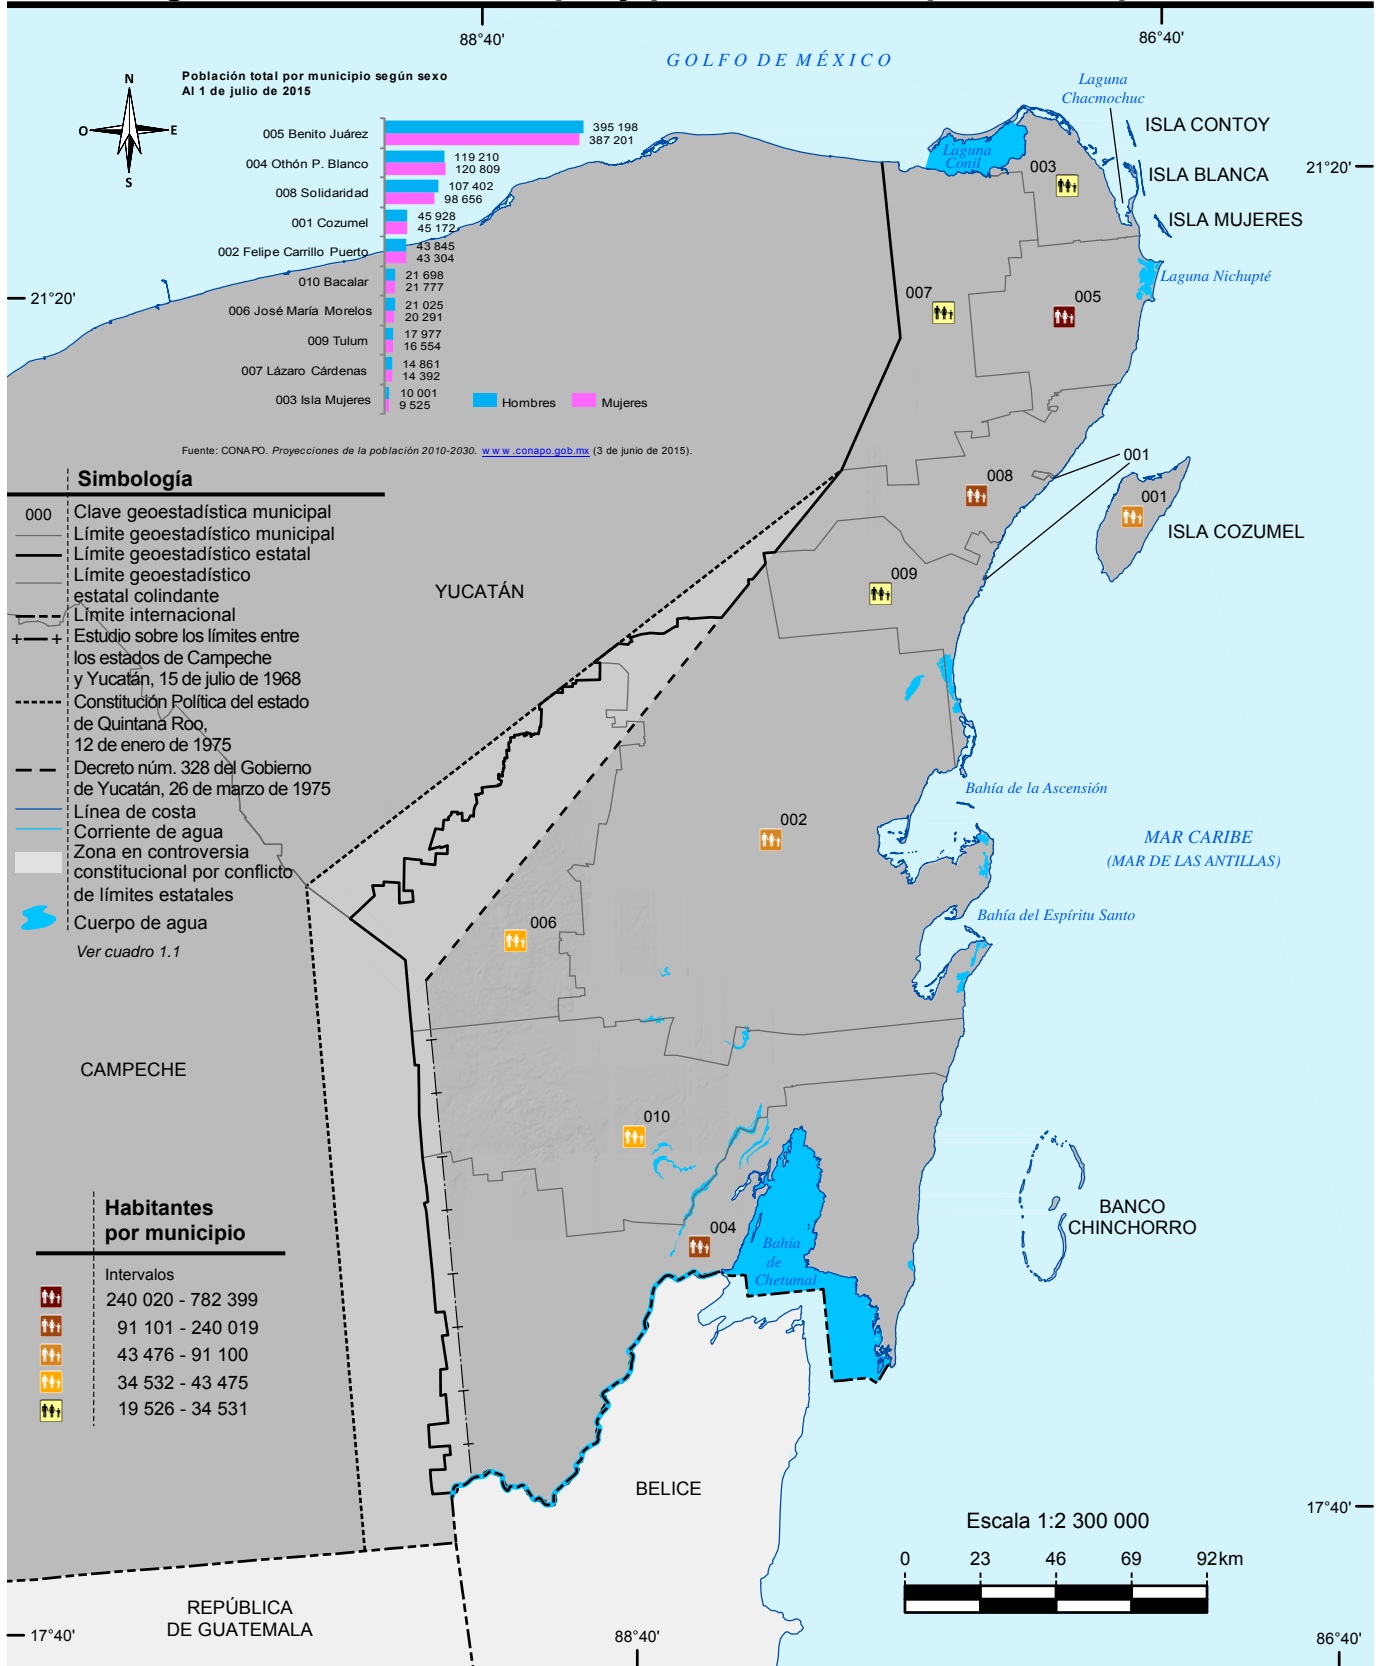 88°40'
86°40'
GOLFO DE MÉXICO
Población total por municipio según sexo
Al 1 de julio de 2015
N
O
E
S
005 Benito Juárez
395 198
387 201
004 Othón P. Blanco
119 210
120 809
008 Solidaridad
107 402
98 656
001 Cozumel
45 928
45 172
002 Felipe Carrillo Puerto
43 845
43 304
010 Bacalar
21 698
21 777
006 José María Morelos
21 025
20 291
009 Tulum
17 977
16 554
007 Lázaro Cárdenas
14 861
14 392
003 Isla Mujeres
10 001
9 525
Hombres
Mujeres
Fuente: CONAPO. Proyecciones de la población 2010-2030. www.conapo.gob.mx (3 de junio de 2015).
Laguna
Chacmochuc
ISLA CONTOY
Laguna
Conil
003
ISLA BLANCA
21°20'
ISLA MUJERES
Laguna Nichupté
21°20'
007
005
001
008
001
ISLA COZUMEL
009
YUCATÁN
Simbología
000
Clave geoestadística municipal
Límite geoestadístico municipal
Límite geoestadístico estatal
Límite geoestadístico
estatal colindante
Límite internacional
Estudio sobre los límites entre
los estados de Campeche
y Yucatán, 15 de julio de 1968
Constitución Política del estado
de Quintana Roo,
12 de enero de 1975
Decreto núm. 328 del Gobierno
de Yucatán, 26 de marzo de 1975
Línea de costa
Corriente de agua
Zona en controversia
constitucional por conflicto
de límites estatales
Cuerpo de agua
Ver cuadro 1.1
Bahía de la Ascensión
002
MAR CARIBE
(MAR DE LAS ANTILLAS)
Bahía del Espíritu Santo
006
CAMPECHE
010
004
Bahía
de
Chetumal
BANCO
CHINCHORRO
Habitantes
por municipio
Intervalos
240 020 - 782 399
91 101 - 240 019
43 476 - 91 100
34 532 - 43 475
19 526 - 34 531
BELICE
17°40'
Escala 1:2 300 000
0
23
46
69
92km
REPÚBLICA
DE GUATEMALA
17°40'
88°40'
86°40'